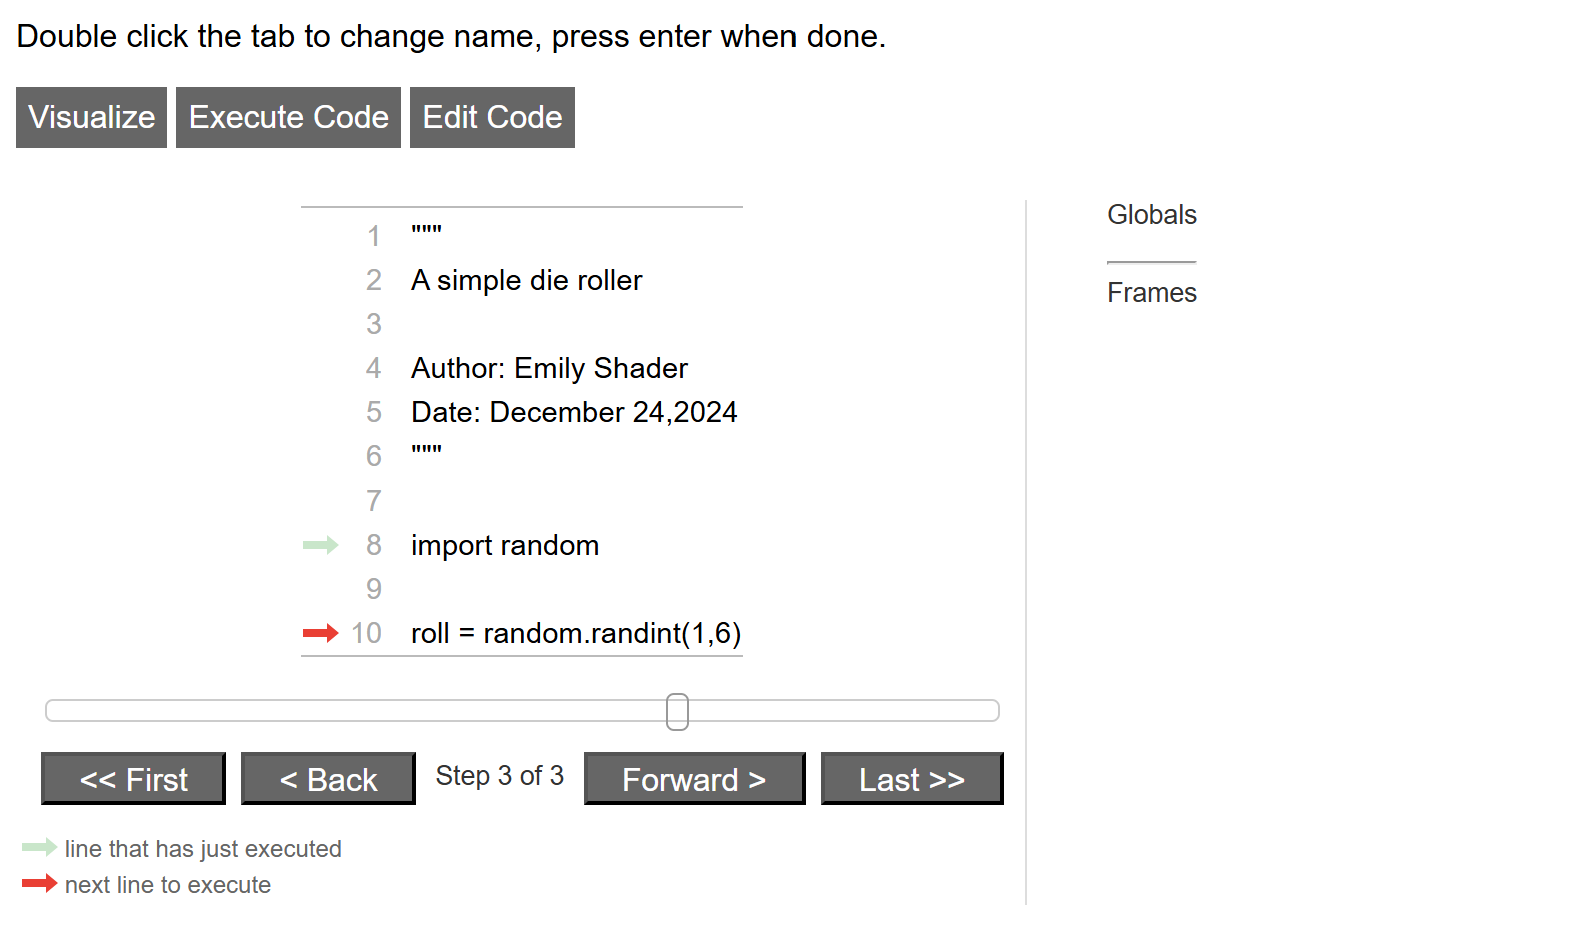 Double click the tab to change name, press enter when done.
Visualize Execute Code Edit Code
1 """
2 A simple die roller
3
4 Author: Emily Shader
5 Date: December 24,2024
6 """
7
8 import random
9
10 roll = random.randint(1,6)
<< First < Back Step 3 of 3 Forward > Last >>
line that has just executed
next line to execute
Globals
Frames